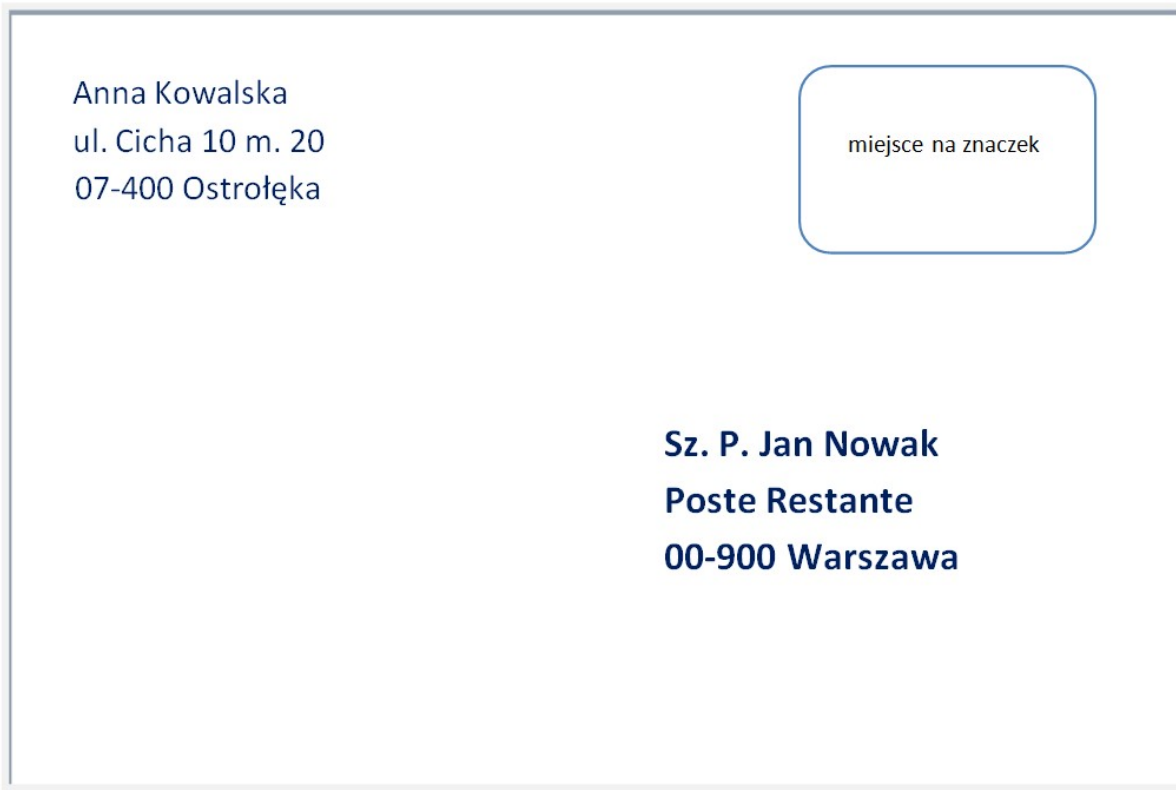 Anna Kowalska
ul. Cicha 10 m. 20
07-400 Ostrołęka
miejsce na znaczek
Sz. P. Jan Nowak
Poste Restante
00-900 Warszawa